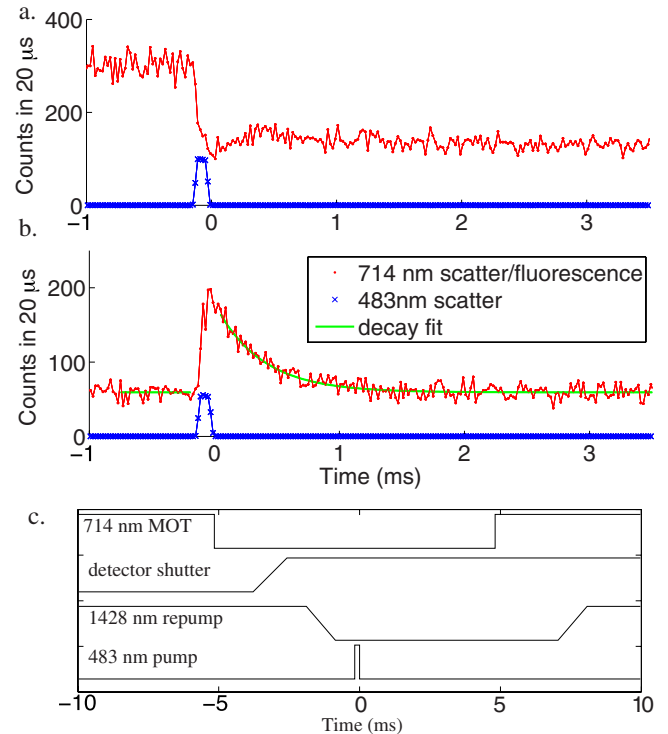 a.
400
200
0
Counts in 20 µs
-1 0 1 2 3
b.
200
100
0
Counts in 20 µs
714 nm scatter/fluorescence
483nm scatter
decay fit
-1 0 1 2 3
Time (ms)
c.
714 nm MOT
detector shutter
1428 nm repump
483 nm pump
-10 -5 0 5 10
Time (ms)